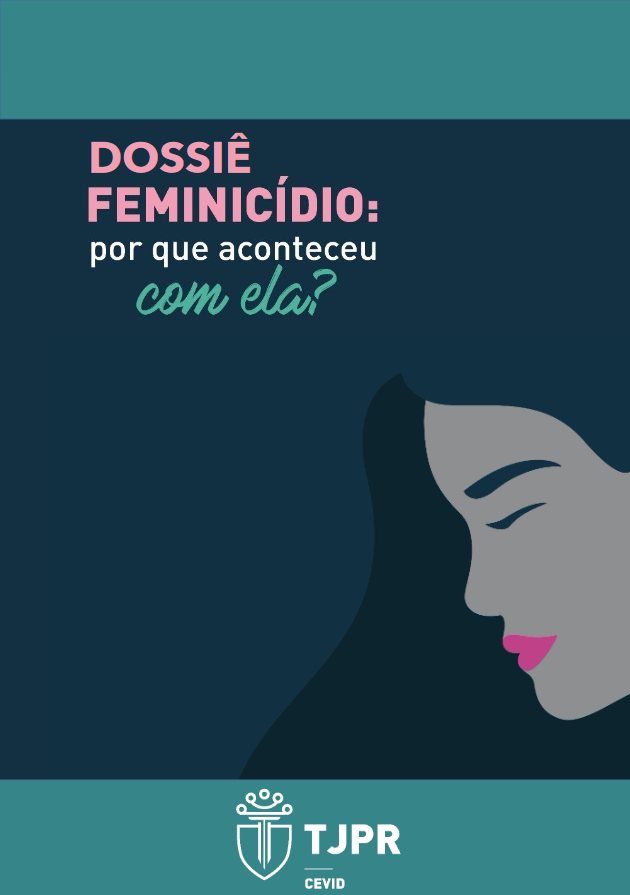 DOSSIÊ
FEMINICÍDIO:
por que aconteceu
com ela?
TJPR
CEVID